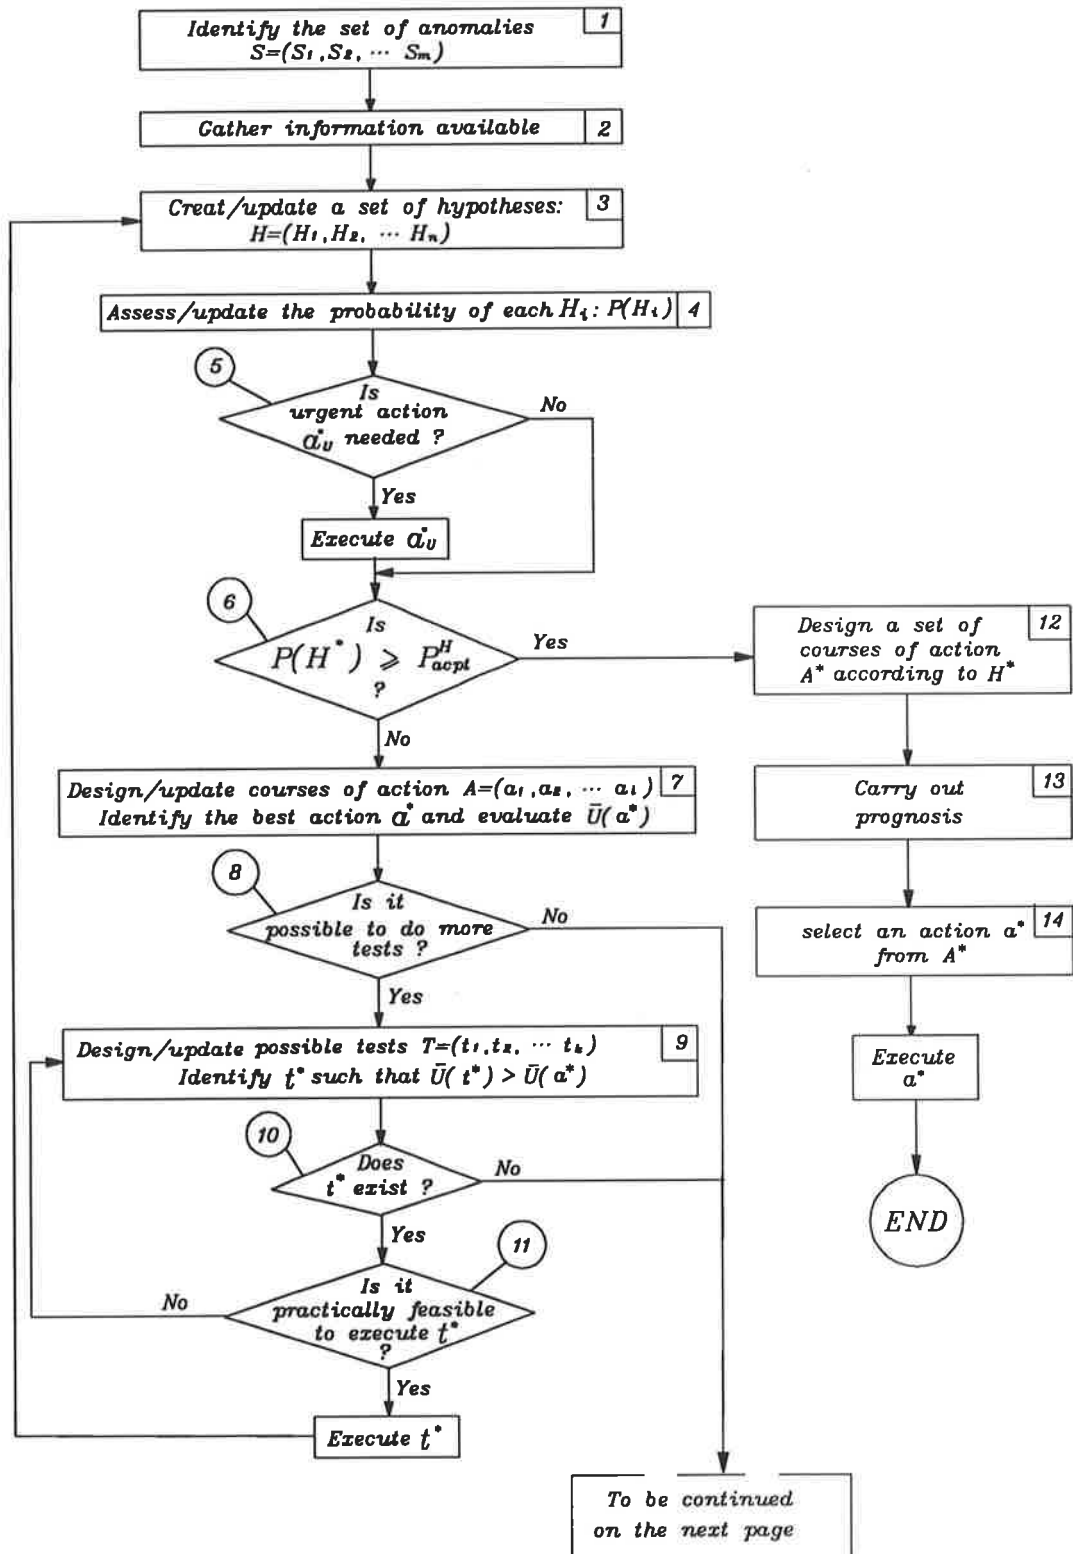 Identify the set of anomalies
S=(S₁,S₂, ··· Sₘ)
1
Gather information available
2
Creat/update a set of hypotheses:
H=(H₁,H₂, ··· Hₙ)
3
Assess/update the probability of each Hᵢ: P(Hᵢ)
4
5
Is
urgent action
a*ᵤ needed ?
No
Yes
Execute a*ᵤ
6
Is
P(H*) ⩾ P^H_acpt
?
Yes
No
12
Design a set of
courses of action
A* according to H*
Design/update courses of action A=(a₁,a₂, ··· aₗ)
Identify the best action a* and evaluate Ū(a*)
7
13
Carry out
prognosis
8
Is it
possible to do more
tests ?
No
Yes
14
select an action a*
from A*
Design/update possible tests T=(t₁,t₂, ··· tₖ)
Identify t* such that Ū(t*) > Ū(a*)
9
Execute
a*
10
Does
t* exist ?
No
Yes
END
11
Is it
practically feasible
to execute t*
?
No
Yes
Execute t*
To be continued
on the next page